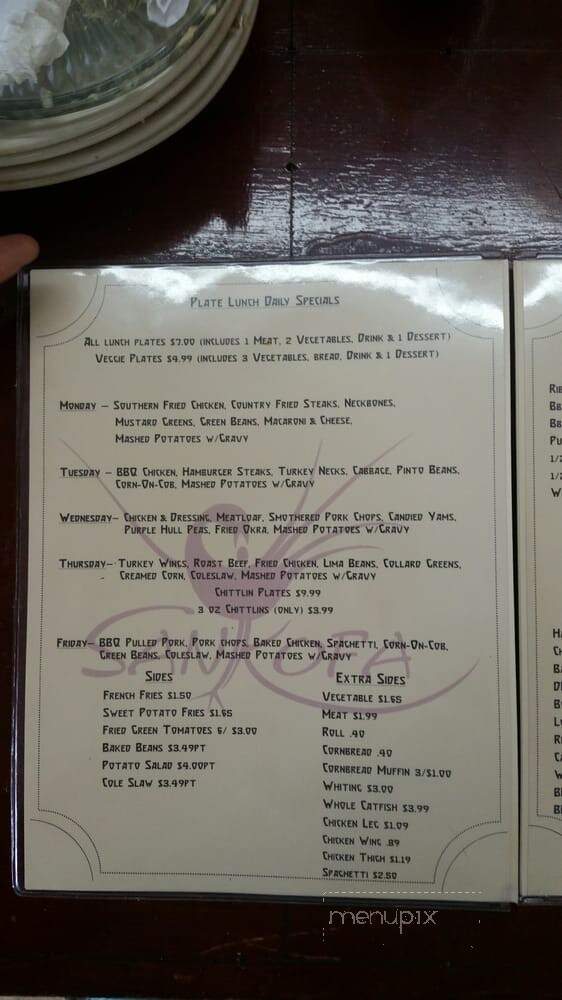 Plate Lunch Daily Specials
All lunch plates $7.00 (includes 1 Meat, 2 Vegetables, Drink & 1 Dessert)
Veggie Plates $4.99 (includes 3 Vegetables, bread, Drink & 1 Dessert)
Monday – Southern Fried Chicken, Country Fried Steaks, Neckbones,
Mustard Greens, Green Beans, Macaroni & Cheese,
Mashed Potatoes w/Gravy
Tuesday – BBQ Chicken, Hamburger Steaks, Turkey Necks, Cabbage, Pinto Beans,
Corn-On-Cob, Mashed Potatoes w/Gravy
Wednesday– Chicken & Dressing, Meatloaf, Smothered Pork Chops, Candied Yams,
Purple Hull Peas, Fried Okra, Mashed Potatoes w/Gravy
Thursday– Turkey Wings, Roast Beef, Fried Chicken, Lima Beans, Collard Greens,
Creamed Corn, Coleslaw, Mashed Potatoes w/Gravy
Chittlin Plates $9.99
3 oz Chittlins (only) $3.99
Friday– BBQ Pulled Pork, Pork chops, Baked Chicken, Spaghetti, Corn-On-Cob,
Green Beans, Coleslaw, Mashed Potatoes w/Gravy
SANKOFA
Sides
French Fries $1.50
Sweet Potato Fries $1.65
Fried Green Tomatoes 6/ $3.00
Baked Beans $3.49pt
Potato Salad $4.00pt
Cole Slaw $3.49pt
Extra Sides
Vegetable $1.65
Meat $1.99
Roll .40
Cornbread .40
Cornbread Muffin 3/$1.00
Whiting $3.00
Whole Catfish $3.99
Chicken Leg $1.09
Chicken Wing .89
Chicken Thigh $1.19
Spaghetti $2.50
menupix